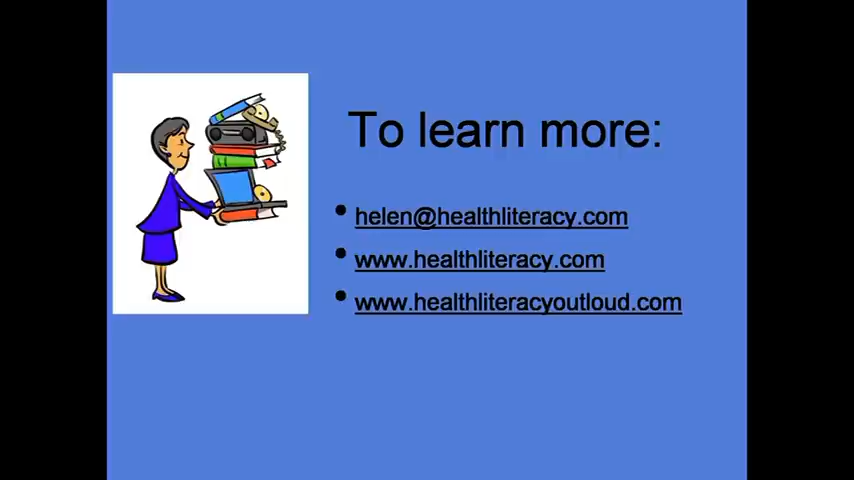 To learn more:
• helen@healthliteracy.com
• www.healthliteracy.com
• www.healthliteracyoutloud.com